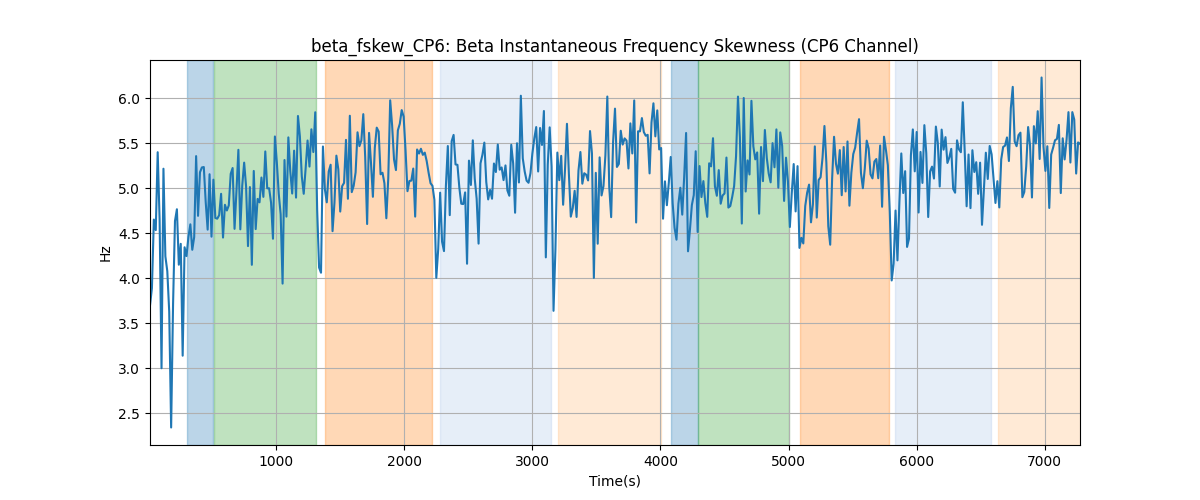 beta_fskew_CP6: Beta Instantaneous Frequency Skewness (CP6 Channel)
6.0
5.5
5.0
4.5
4.0
3.5
3.0
2.5
Hz
1000 2000 3000 4000 5000 6000 7000
Time(s)